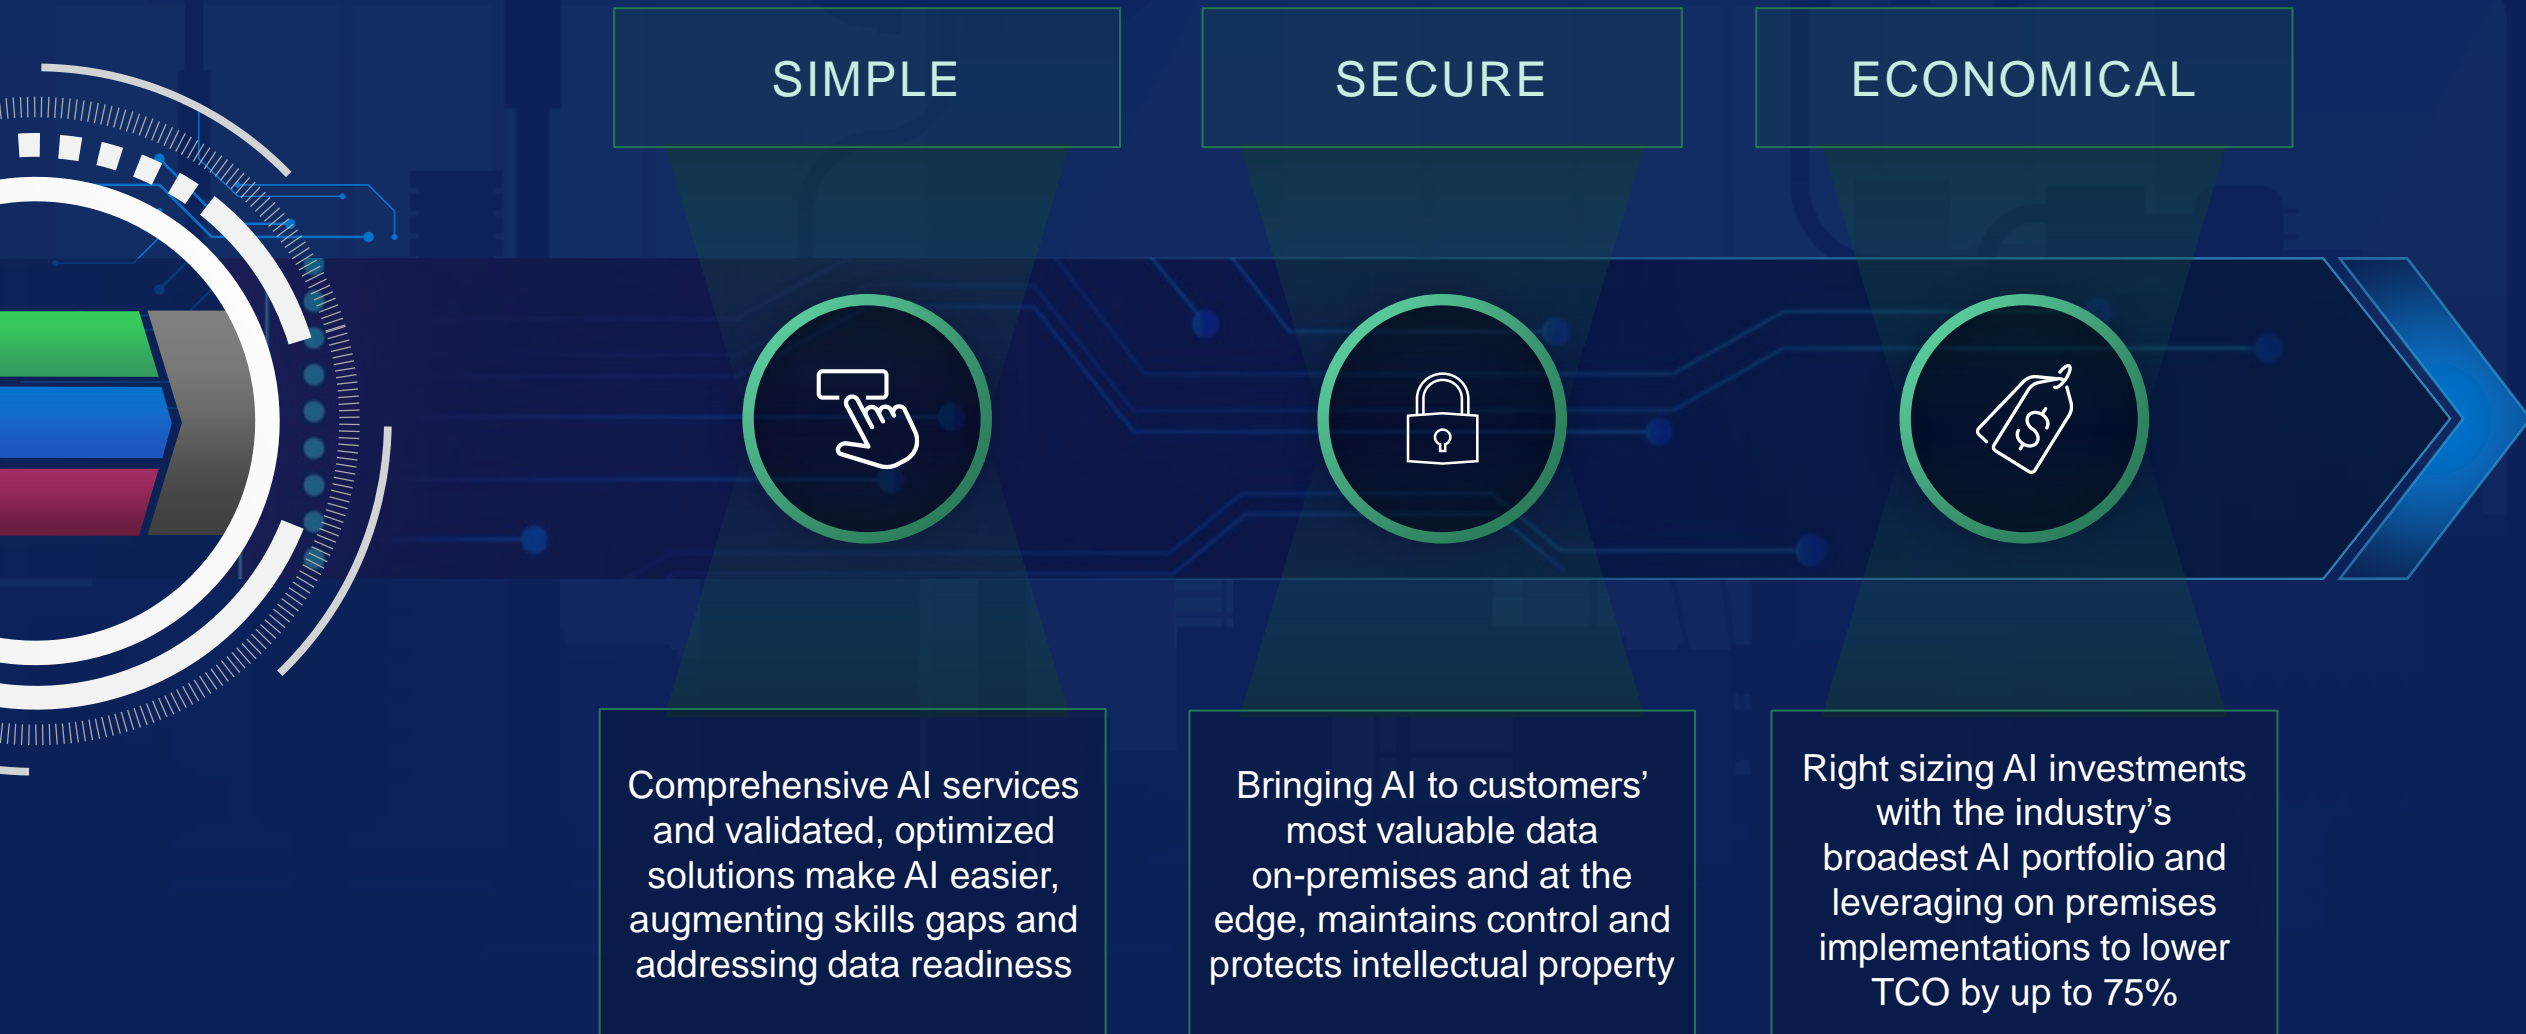 SIMPLE
Comprehensive AI services
and validated, optimized
solutions make AI easier,
augmenting skills gaps and
addressing data readiness
SECURE
Bringing AI to customers’
most valuable data
on-premises and at the
edge, maintains control and
protects intellectual property
ECONOMICAL
Right sizing AI investments
with the industry’s
broadest AI portfolio and
leveraging on premises
implementations to lower
TCO by up to 75%